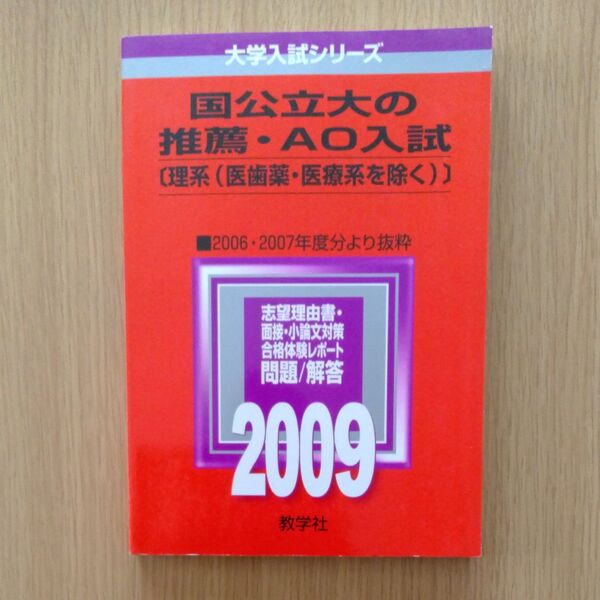 大学入試シリーズ
国公立大の
推薦・AO入試
〔理系（医歯薬・医療系を除く）〕
■2006・2007年度分より抜粋
志望理由書・
面接・小論文対策
合格体験レポート
問題/解答
2009
教学社